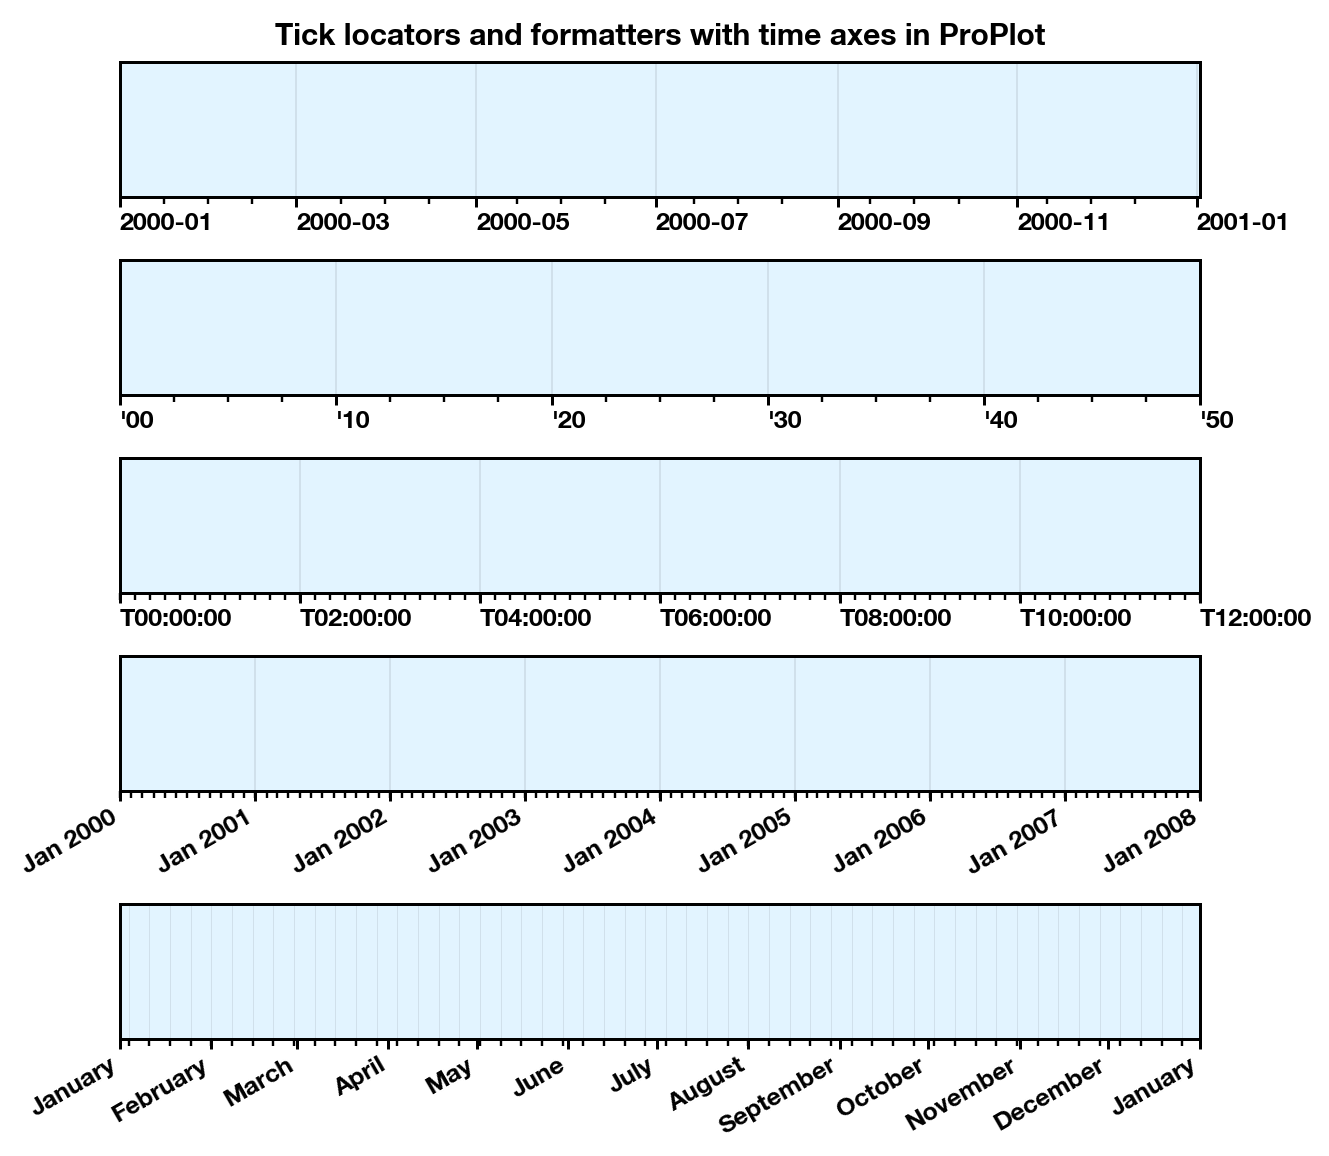 Tick locators and formatters with time axes in ProPlot
2000-01 2000-03 2000-05 2000-07 2000-09 2000-11 2001-01
'00 '10 '20 '30 '40 '50
T00:00:00 T02:00:00 T04:00:00 T06:00:00 T08:00:00 T10:00:00 T12:00:00
Jan 2000 Jan 2001 Jan 2002 Jan 2003 Jan 2004 Jan 2005 Jan 2006 Jan 2007 Jan 2008
January February March April May June July August September October November December January